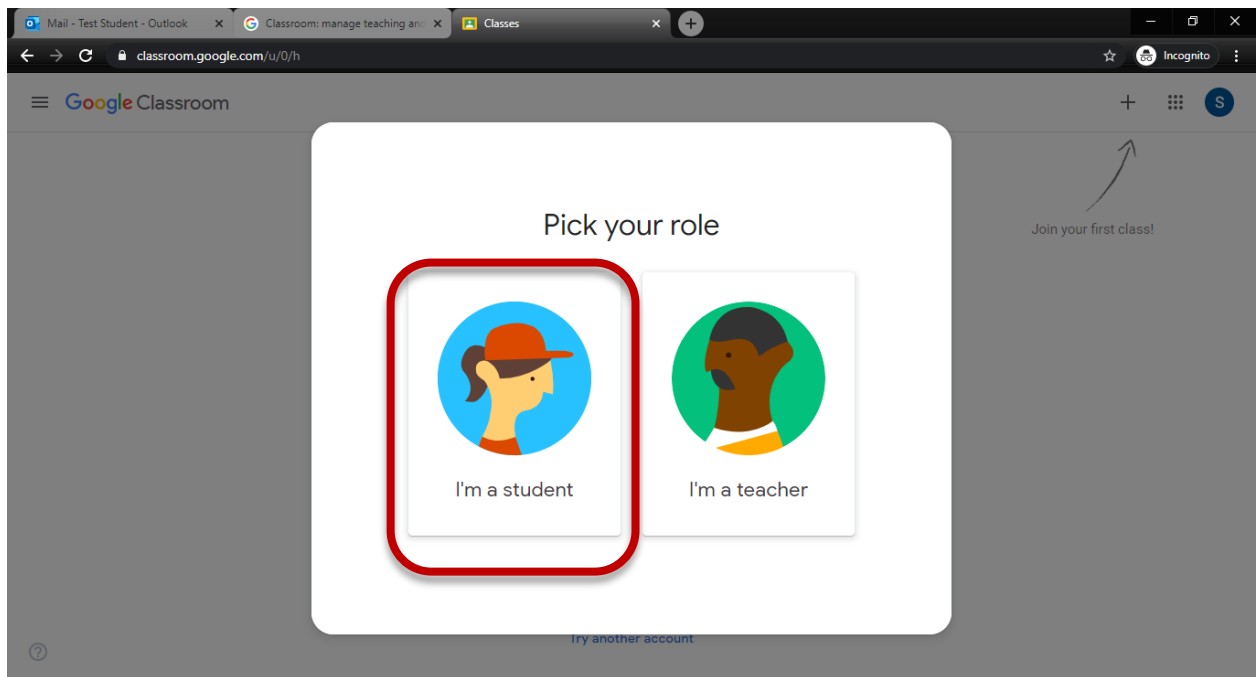 Mail - Test Student - Outlook
Classroom: manage teaching and
Classes
classroom.google.com/u/0/h
Incognito
Google Classroom
S
Join your first class!
Pick your role
I'm a student
I'm a teacher
Try another account